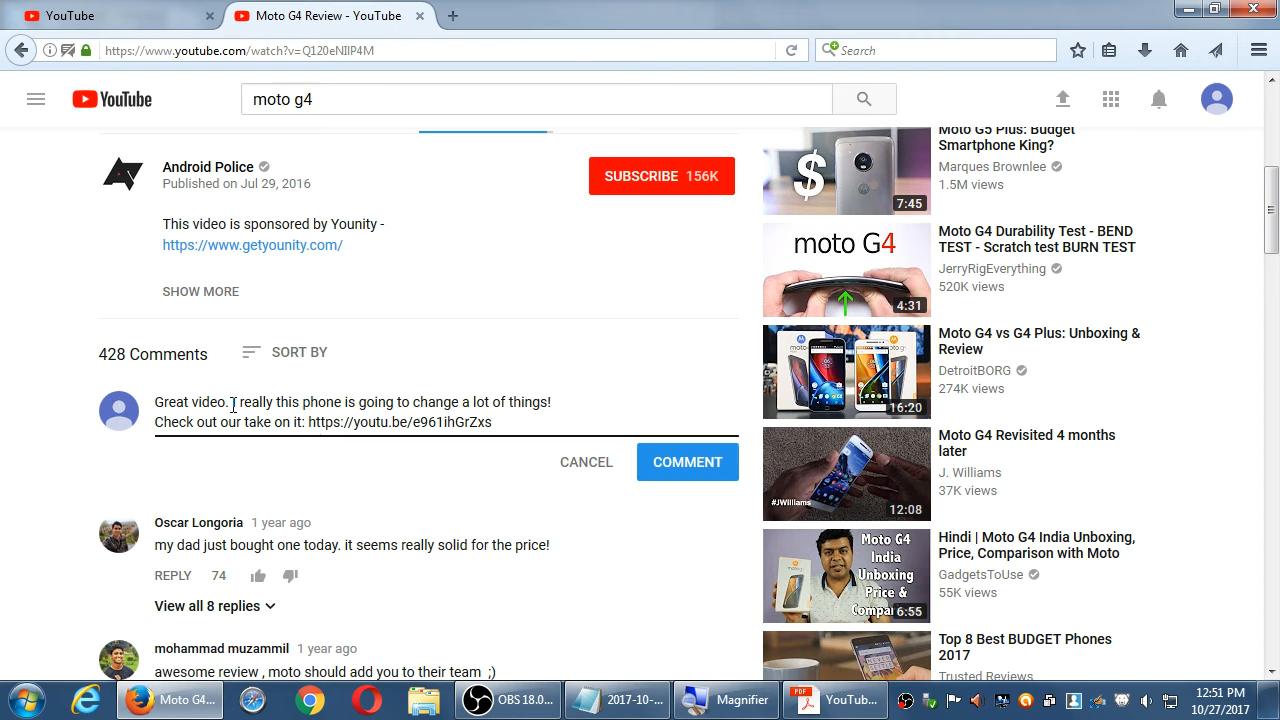 YouTube
Moto G4 Review - YouTube
https://www.youtube.com/watch?v=Q120eNIIP4M
Search
YouTube
moto g4
Android Police
Published on Jul 29, 2016
SUBSCRIBE 156K
This video is sponsored by Younity -
https://www.getyounity.com/
SHOW MORE
428 Comments
SORT BY
Great video. I really this phone is going to change a lot of things!
Check out our take on it: https://youtu.be/e961ihGrZxs
CANCEL
COMMENT
Oscar Longoria 1 year ago
my dad just bought one today. it seems really solid for the price!
REPLY 74
View all 8 replies
mohammad muzammil 1 year ago
awesome review , moto should add you to their team ;)
$
7:45
Moto G5 Plus: Budget
Smartphone King?
Marques Brownlee
1.5M views
moto G4
4:31
Moto G4 Durability Test - BEND
TEST - Scratch test BURN TEST
JerryRigEverything
520K views
16:20
Moto G4 vs G4 Plus: Unboxing &
Review
DetroitBORG
274K views
#JWilliams
12:08
Moto G4 Revisited 4 months
later
J. Williams
37K views
Moto G4
India
Unboxing
Price &
6:55
Hindi | Moto G4 India Unboxing,
Price, Comparison with Moto
GadgetsToUse
55K views
Top 8 Best BUDGET Phones
2017
Trusted Reviews
Moto G4...
OBS 18.0...
2017-10-...
Magnifier
PDF
YouTub...
12:51 PM
10/27/2017